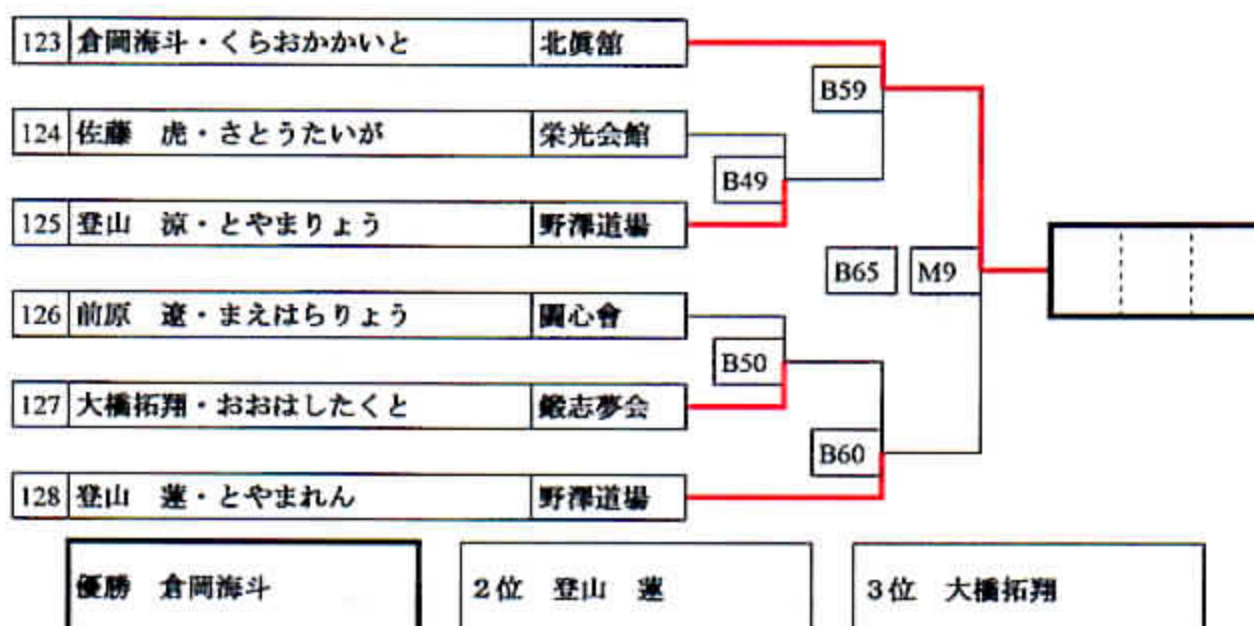 123 倉岡海斗・くらおかかいと 北眞舘
B59
124 佐藤　虎・さとうたいが 栄光会館
B49
125 登山　涼・とやまりょう 野澤道場
B65 M9
126 前原　遼・まえはらりょう 闘心會
B50
127 大橋拓翔・おおはしたくと 鍛志夢会
B60
128 登山　蓮・とやまれん 野澤道場
優勝　倉岡海斗 2位　登山　蓮 3位　大橋拓翔